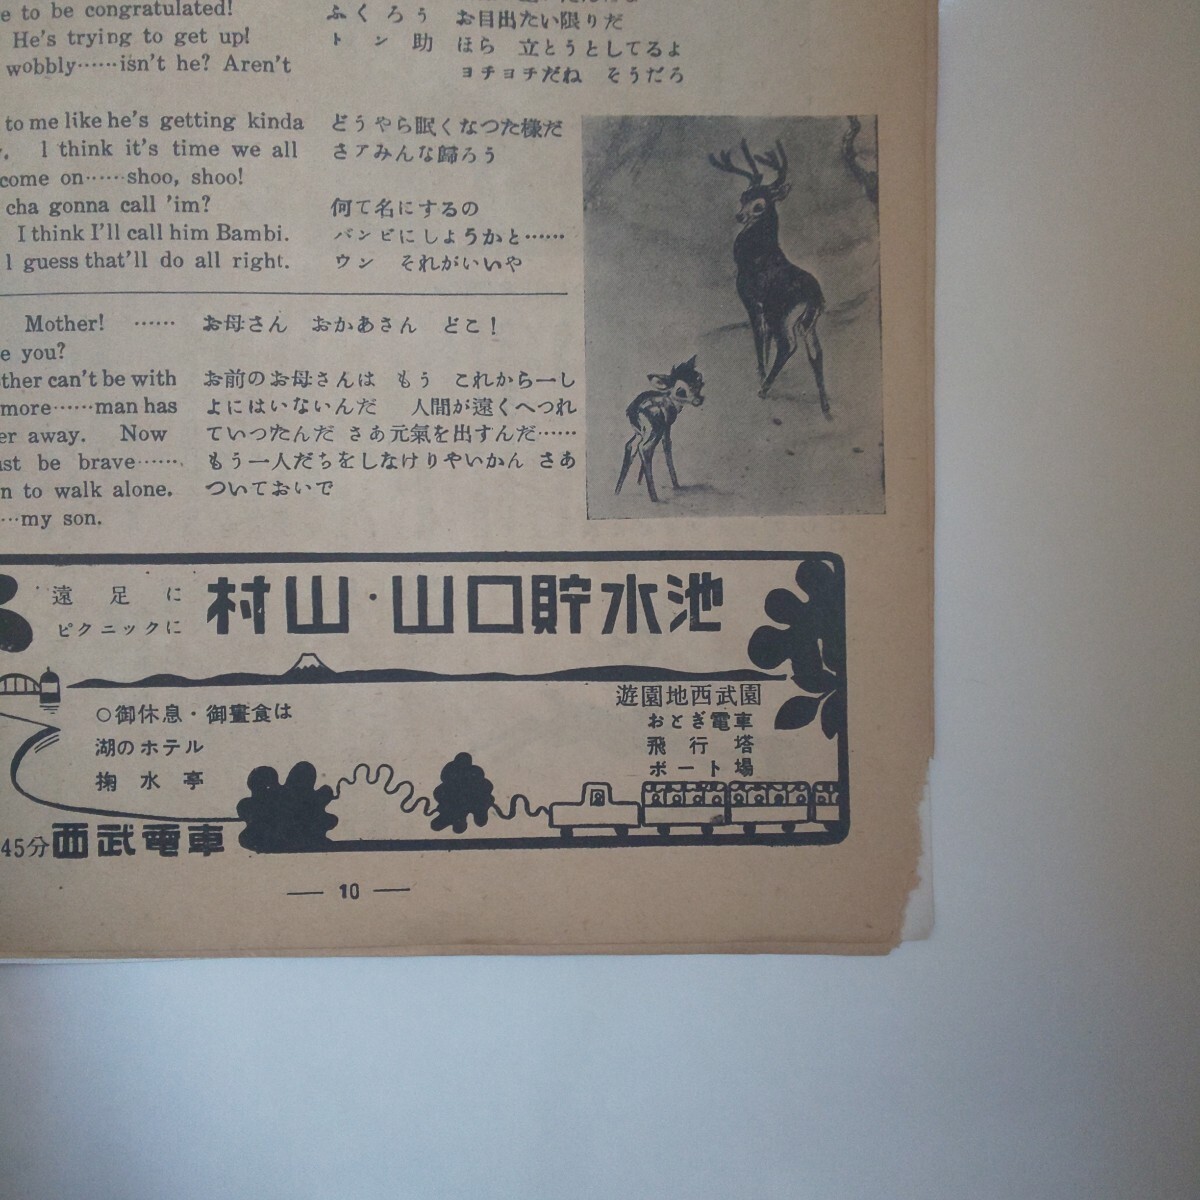 e to be congratulated!
He's trying to get up!
wobbly……isn't he? Aren't
to me like he's getting kinda
I think it's time we all
come on……shoo, shoo!
cha gonna call 'im?
I think I'll call him Bambi.
I guess that'll do all right.
ふくろう お目出たい限りだ
トン助 ほら 立とうとしてるよ
ヨチヨチだね そうだろ
どうやら眠くなつた様だ
さアみんな歸ろう
何て名にするの
バンビにしようかと……
ウン それがいいや
Mother! ……
e you?
ther can't be with
more……man has
er away. Now
ust be brave……
n to walk alone.
…my son.
お母さん おかあさん どこ!
お前のお母さんは もう これから一し
よにはいないんだ 人間が遠くへつれ
ていつたんだ さあ元氣を出すんだ……
もう一人だちをしなけりやいかん さあ
ついておいで
遠足に
ピクニックに
村山・山口貯水池
○御休息・御晝食は
湖のホテル
掬水亭
遊園地西武園
おとぎ電車
飛行塔
ボート場
45分 西武電車
— 10 —